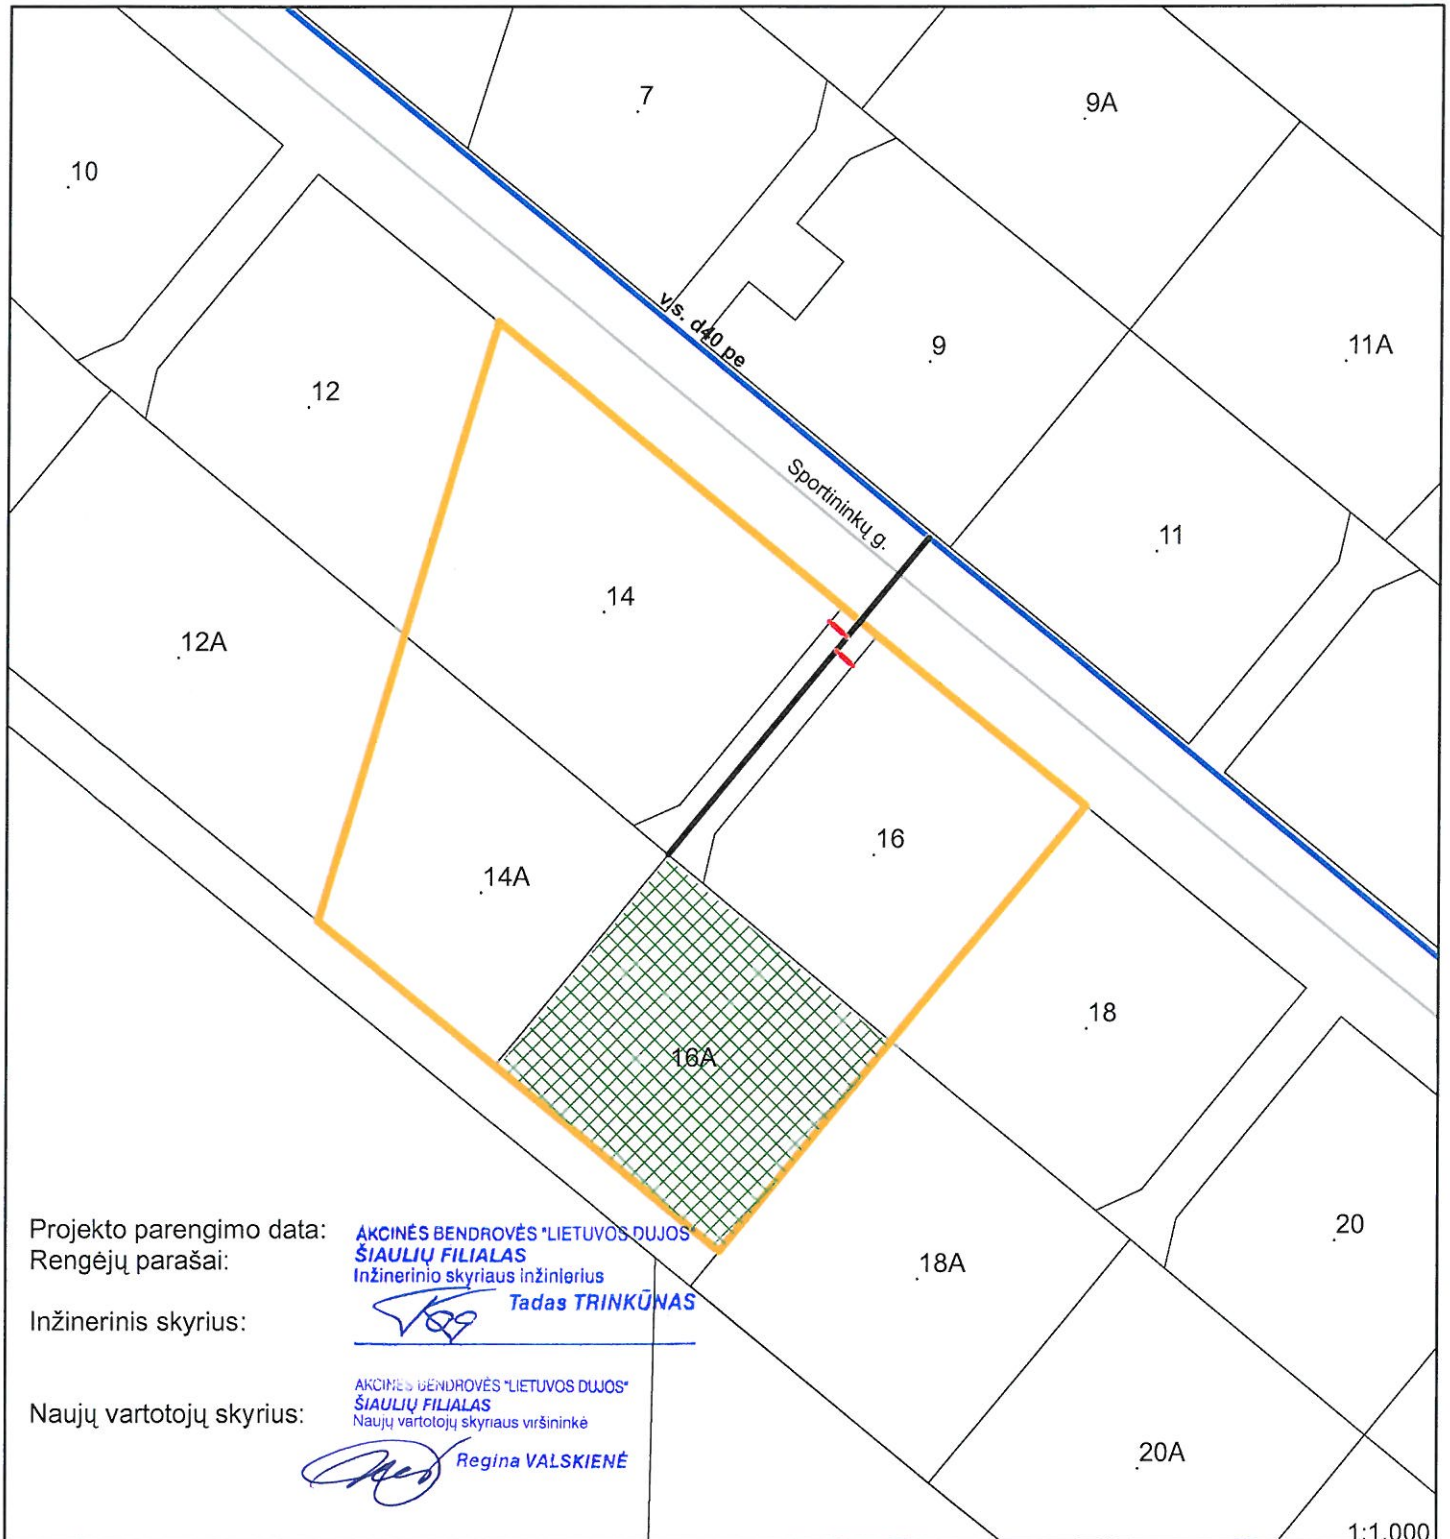 7
9A
10
v.s. d40 pe
9
11A
12
Sportininkų g.
11
14
12A
16
14A
18
16A
20
18A
Projekto parengimo data:
Rengėjų parašai:
AKCINĖS BENDROVĖS "LIETUVOS DUJOS"
ŠIAULIŲ FILIALAS
Inžinerinio skyriaus inžinierius
Tadas TRINKŪNAS
Inžinerinis skyrius:
AKCINĖS BENDROVĖS "LIETUVOS DUJOS"
ŠIAULIŲ FILIALAS
Naujų vartotojų skyriaus viršininkė
Naujų vartotojų skyrius:
Regina VALSKIENĖ
20A
1:1.000